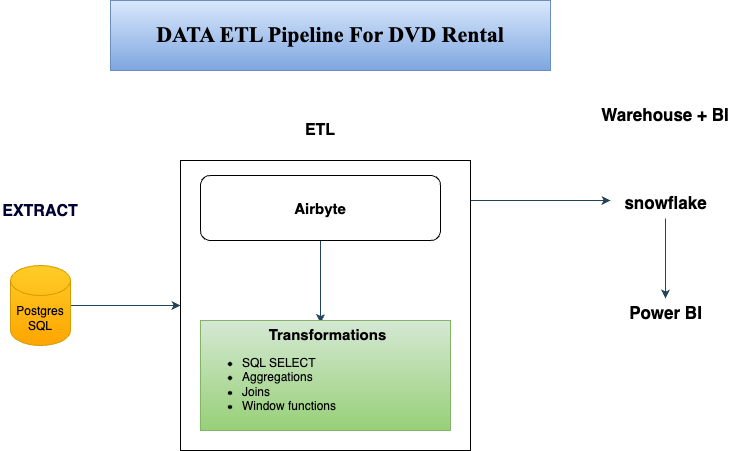 DATA ETL Pipeline For DVD Rental
Warehouse + BI
ETL
EXTRACT
Airbyte
snowflake
Postgres
SQL
Power BI
Transformations
• SQL SELECT
• Aggregations
• Joins
• Window functions